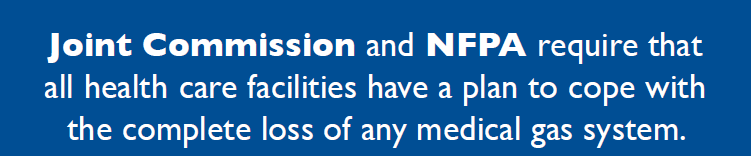 Joint Commission and NFPA require that
all health care facilities have a plan to cope with
the complete loss of any medical gas system.